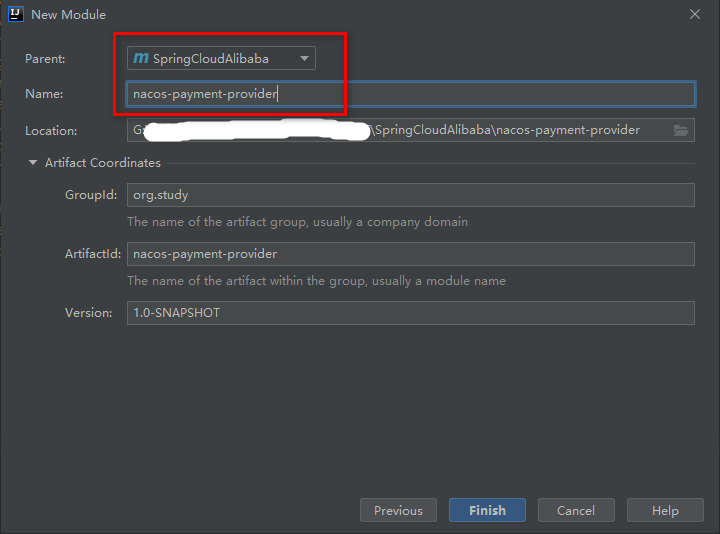 New Module
Parent: m SpringCloudAlibaba
Name: nacos-payment-provider
Location: G: \SpringCloudAlibaba\nacos-payment-provider
Artifact Coordinates
GroupId: org.study
The name of the artifact group, usually a company domain
ArtifactId: nacos-payment-provider
The name of the artifact within the group, usually a module name
Version: 1.0-SNAPSHOT
Previous Finish Cancel Help